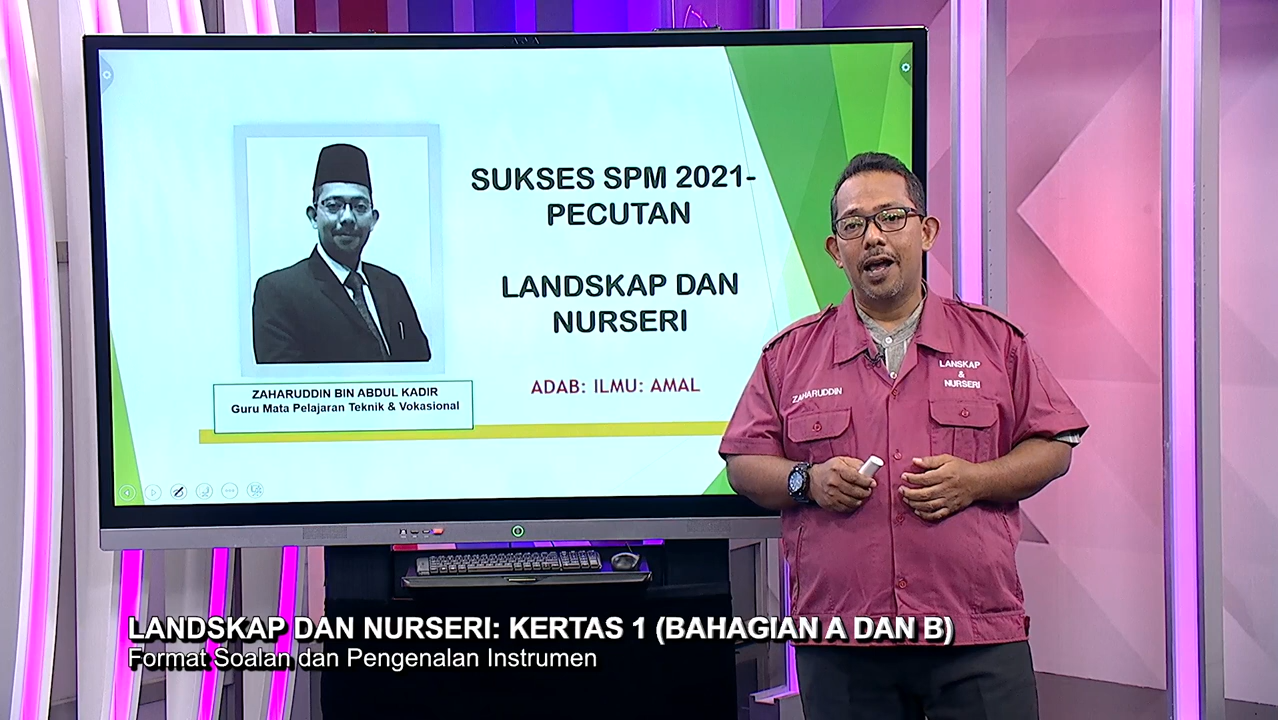 SUKSES SPM 2021-
PECUTAN
LANDSKAP DAN
NURSERI
ADAB: ILMU: AMAL
ZAHARUDDIN BIN ABDUL KADIR
Guru Mata Pelajaran Teknik & Vokasional
ZAHARUDDIN
LANSKAP
&
NURSERI
LANDSKAP DAN NURSERI: KERTAS 1 (BAHAGIAN A DAN B)
Format Soalan dan Pengenalan Instrumen